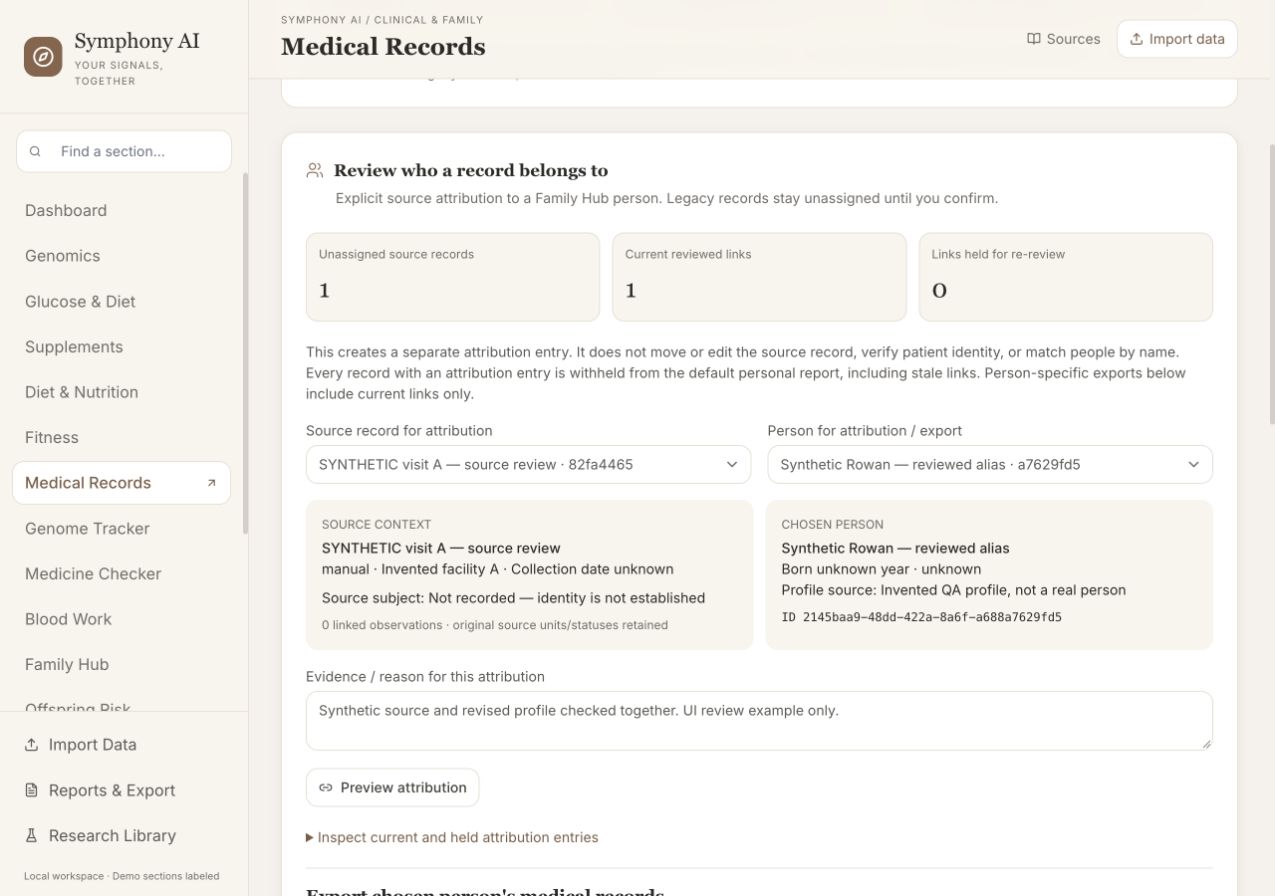 Symphony AI
YOUR SIGNALS,
TOGETHER
Find a section...
Dashboard
Genomics
Glucose & Diet
Supplements
Diet & Nutrition
Fitness
Medical Records
Genome Tracker
Medicine Checker
Blood Work
Family Hub
Offspring Risk
Import Data
Reports & Export
Research Library
Local workspace · Demo sections labeled
SYMPHONY AI / CLINICAL & FAMILY
Medical Records
Sources
Import data
Review who a record belongs to
Explicit source attribution to a Family Hub person. Legacy records stay unassigned until you confirm.
Unassigned source records
1
Current reviewed links
1
Links held for re-review
0
This creates a separate attribution entry. It does not move or edit the source record, verify patient identity, or match people by name.
Every record with an attribution entry is withheld from the default personal report, including stale links. Person-specific exports below
include current links only.
Source record for attribution
SYNTHETIC visit A — source review · 82fa4465
Person for attribution / export
Synthetic Rowan — reviewed alias · a7629fd5
SOURCE CONTEXT
SYNTHETIC visit A — source review
manual · Invented facility A · Collection date unknown
Source subject: Not recorded — identity is not established
0 linked observations · original source units/statuses retained
CHOSEN PERSON
Synthetic Rowan — reviewed alias
Born unknown year · unknown
Profile source: Invented QA profile, not a real person
ID 2145baa9-48dd-422a-8a6f-a688a7629fd5
Evidence / reason for this attribution
Synthetic source and revised profile checked together. UI review example only.
Preview attribution
Inspect current and held attribution entries
Export chosen person's medical records